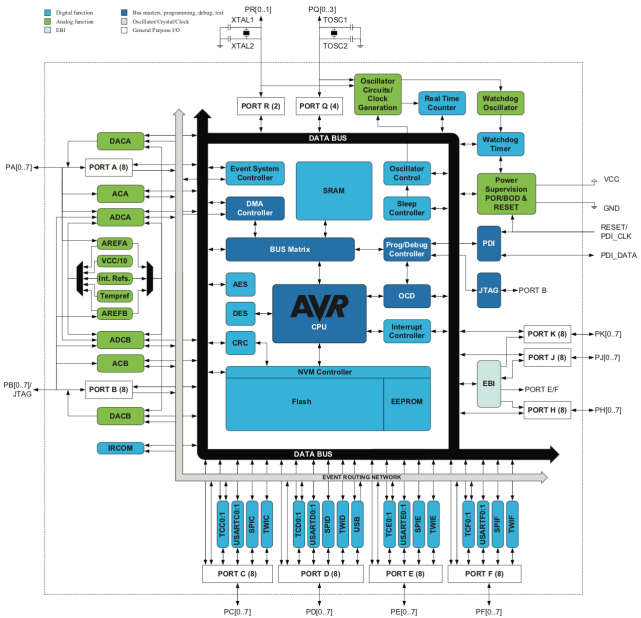 Digital function
Analog function
EBI
Bus masters, programming, debug, test
Oscillator/Crystal/Clock
General Purpose I/O
PR[0..1]
PQ[0..3]
XTAL1
XTAL2
TOSC1
TOSC2
PORT R (2)
PORT Q (4)
Oscillator
Circuits/
Clock
Generation
Real Time
Counter
Watchdog
Oscillator
Watchdog
Timer
DATA BUS
DACA
PA[0..7]
PORT A (8)
ACA
ADCA
AREFA
VCC/10
Int. Refs.
Tempref
AREFB
ADCB
ACB
PB[0..7]/
JTAG
PORT B (8)
DACB
IRCOM
Event System
Controller
SRAM
Oscillator
Control
DMA
Controller
Sleep
Controller
BUS Matrix
Prog/Debug
Controller
AES
DES
CRC
AVR
CPU
OCD
Interrupt
Controller
NVM Controller
Flash
EEPROM
Power
Supervision
POR/BOD &
RESET
VCC
GND
RESET/
PDI_CLK
PDI
PDI_DATA
JTAG
PORT B
PORT K (8)
PK[0..7]
PORT J (8)
PJ[0..7]
EBI
PORT E/F
PORT H (8)
PH[0..7]
DATA BUS
EVENT ROUTING NETWORK
TCC0:1
USARTC0:1
SPIC
TWIC
TCD0:1
USARTD0:1
SPID
TWID
USB
TCE0:1
USARTE0:1
SPIE
TWIE
TCF0:1
USARTF0:1
SPIF
TWIF
PORT C (8)
PORT D (8)
PORT E (8)
PORT F (8)
PC[0..7]
PD[0..7]
PE[0..7]
PF[0..7]